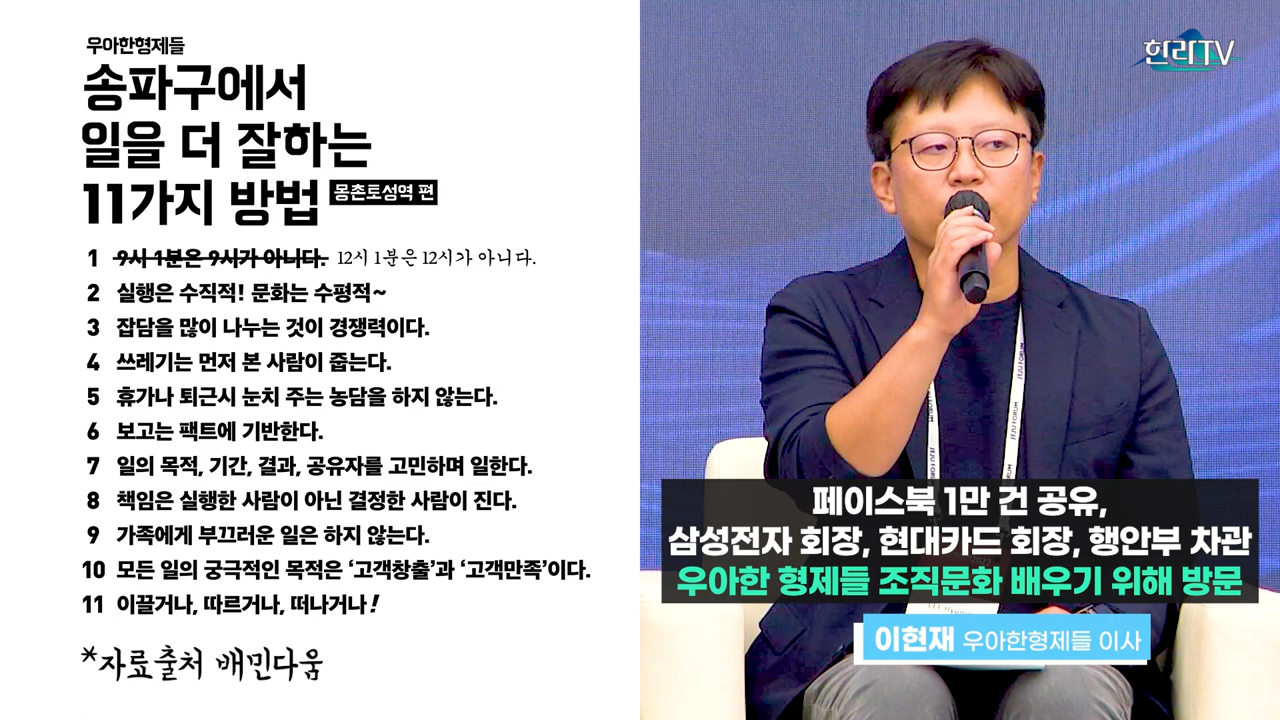 우아한형제들
송파구에서
일을 더 잘하는
11가지 방법 몽촌토성역 편
1 9시 1분은 9시가 아니다. 12시 1분은 12시가 아니다.
2 실행은 수직적! 문화는 수평적~
3 잡담을 많이 나누는 것이 경쟁력이다.
4 쓰레기는 먼저 본 사람이 줍는다.
5 휴가나 퇴근시 눈치 주는 농담을 하지 않는다.
6 보고는 팩트에 기반한다.
7 일의 목적, 기간, 결과, 공유자를 고민하며 일한다.
8 책임은 실행한 사람이 아닌 결정한 사람이 진다.
9 가족에게 부끄러운 일은 하지 않는다.
10 모든 일의 궁극적인 목적은 ‘고객창출’과 ‘고객만족’이다.
11 이끌거나, 따르거나, 떠나거나!
*자료출처 배민다움
한라TV
JEJU FORUM
JEJU FORUM
JEJU FORUM
JEJU FORUM
페이스북 1만 건 공유,
삼성전자 회장, 현대카드 회장, 행안부 차관
우아한 형제들 조직문화 배우기 위해 방문
이현재 우아한형제들 이사